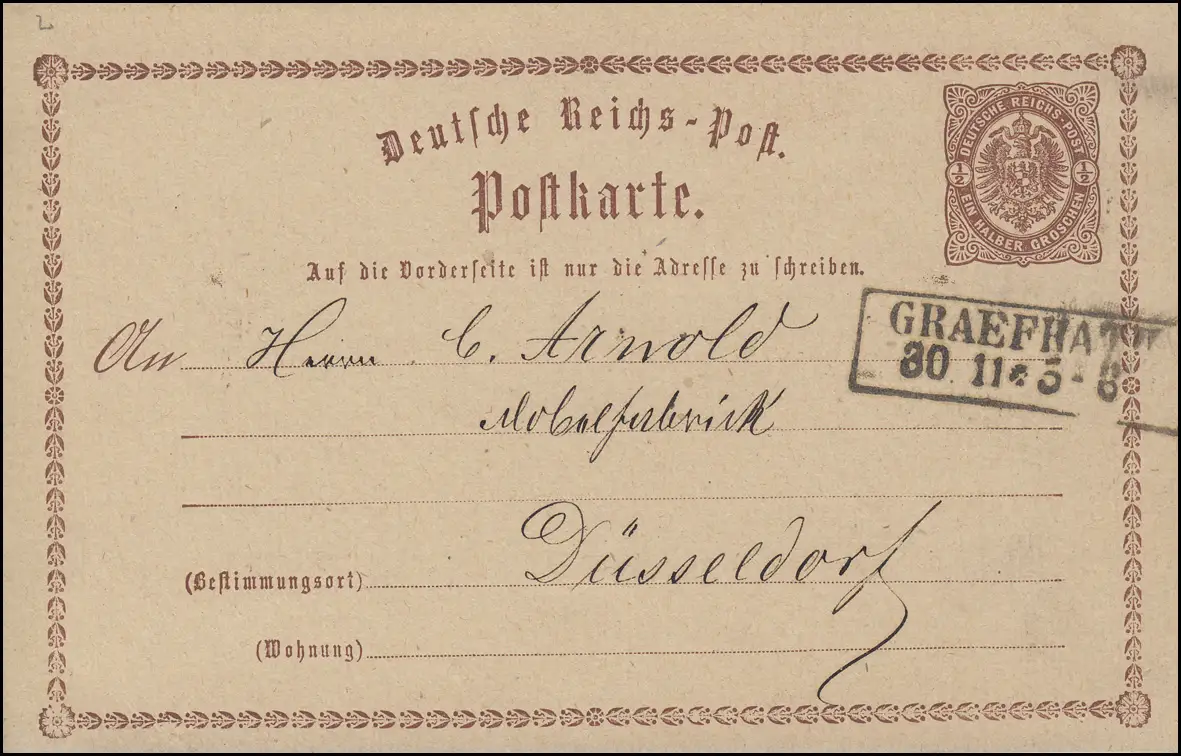 Deutsche Reichs-Post.
Postkarte.
DEUTSCHE REICHS-POST
1/2 1/2
EIN HALBER GROSCHEN
Auf die Vorderseite ist nur die Adresse zu schreiben.
An Herrn C. Arnold
GRAEFRATH
30 11 * 5-6
Möbelfabrick
Düsseldorf
(Bestimmungsort)
(Wohnung)